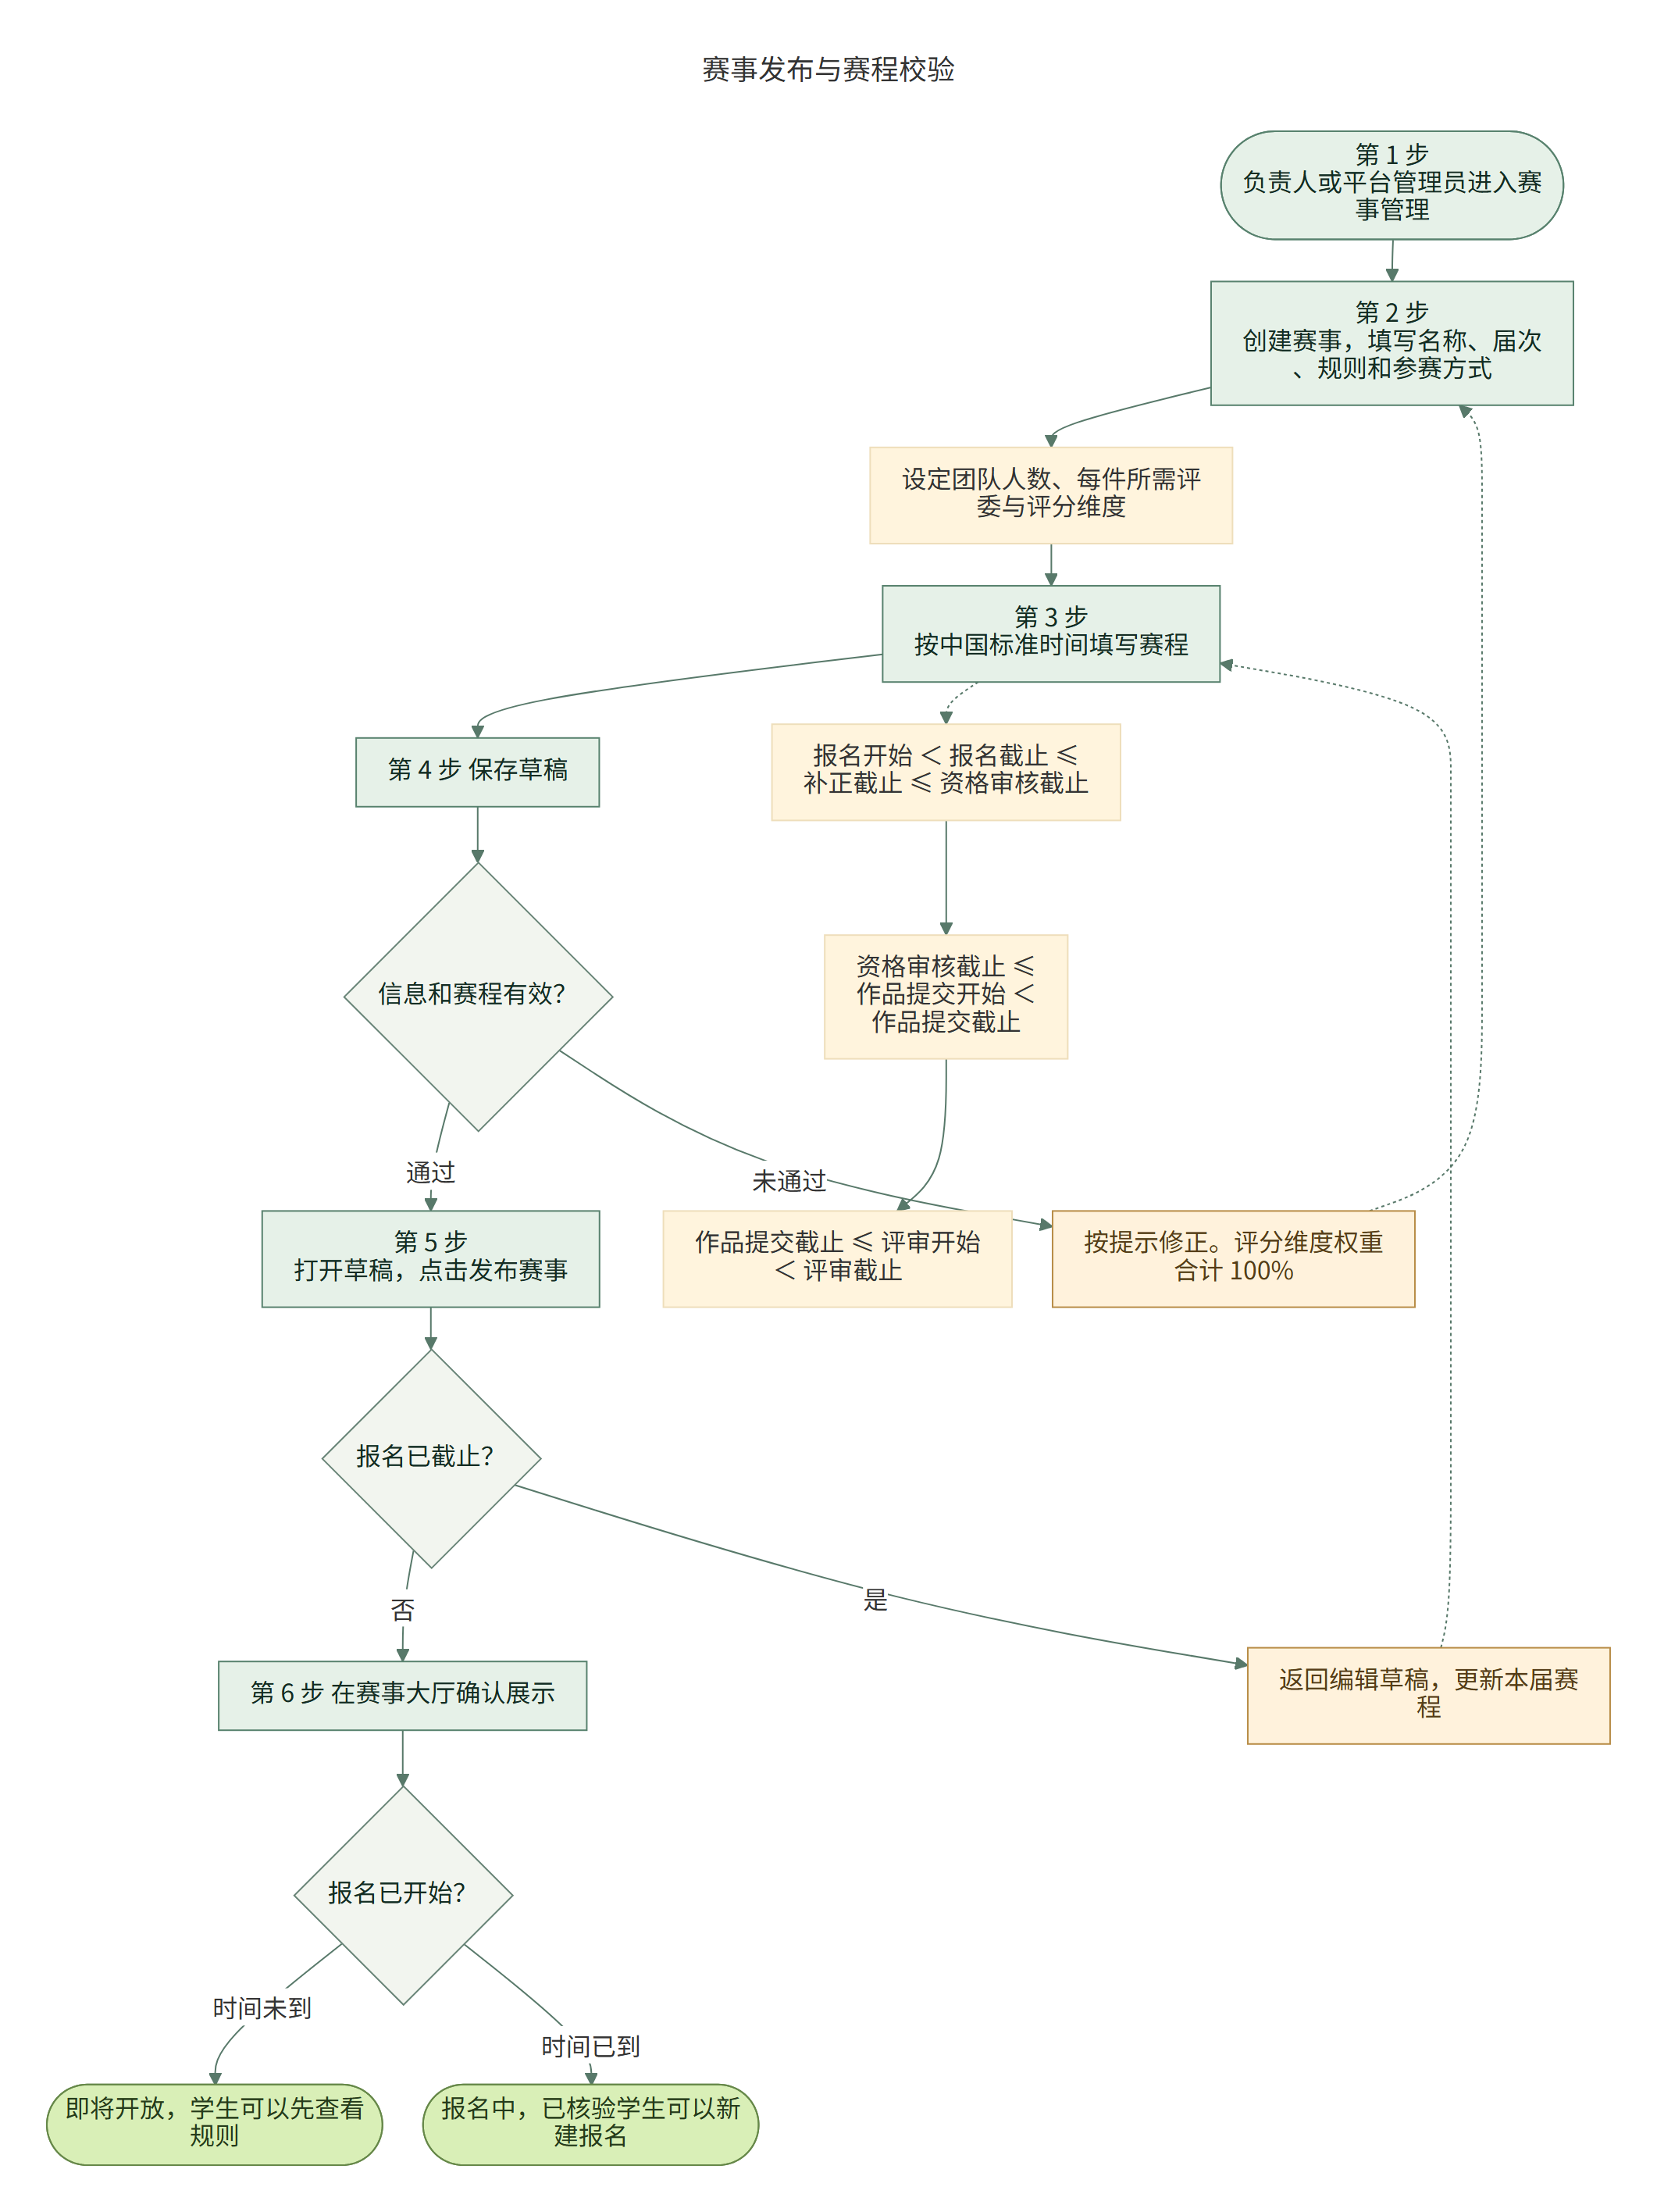 赛事发布与赛程校验
第 1 步
负责人或平台管理员进入赛
事管理
第 2 步
创建赛事，填写名称、届次
、规则和参赛方式
设定团队人数、每件所需评
委与评分维度
第 3 步
按中国标准时间填写赛程
第 4 步 保存草稿
报名开始 < 报名截止 ≤
补正截止 ≤ 资格审核截止
信息和赛程有效？
资格审核截止 ≤
作品提交开始 <
作品提交截止
通过
未通过
第 5 步
打开草稿，点击发布赛事
作品提交截止 ≤ 评审开始
< 评审截止
按提示修正。评分维度权重
合计 100%
报名已截止？
否
是
第 6 步 在赛事大厅确认展示
返回编辑草稿，更新本届赛
程
报名已开始？
时间未到
时间已到
即将开放，学生可以先查看
规则
报名中，已核验学生可以新
建报名